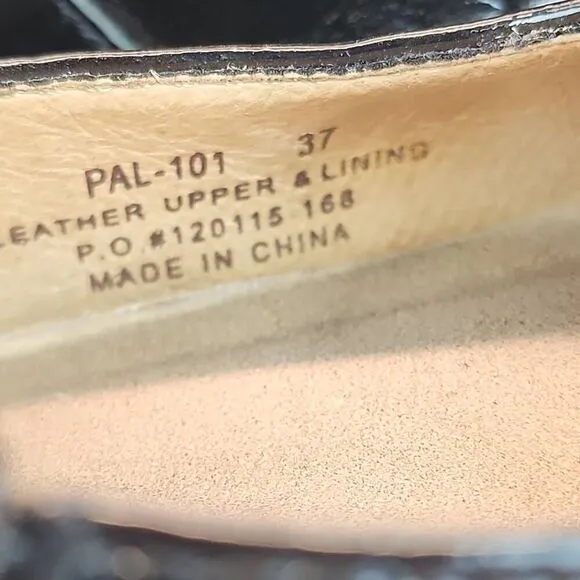 PAL-101 37
LEATHER UPPER & LINING
P.O.#120115 168
MADE IN CHINA